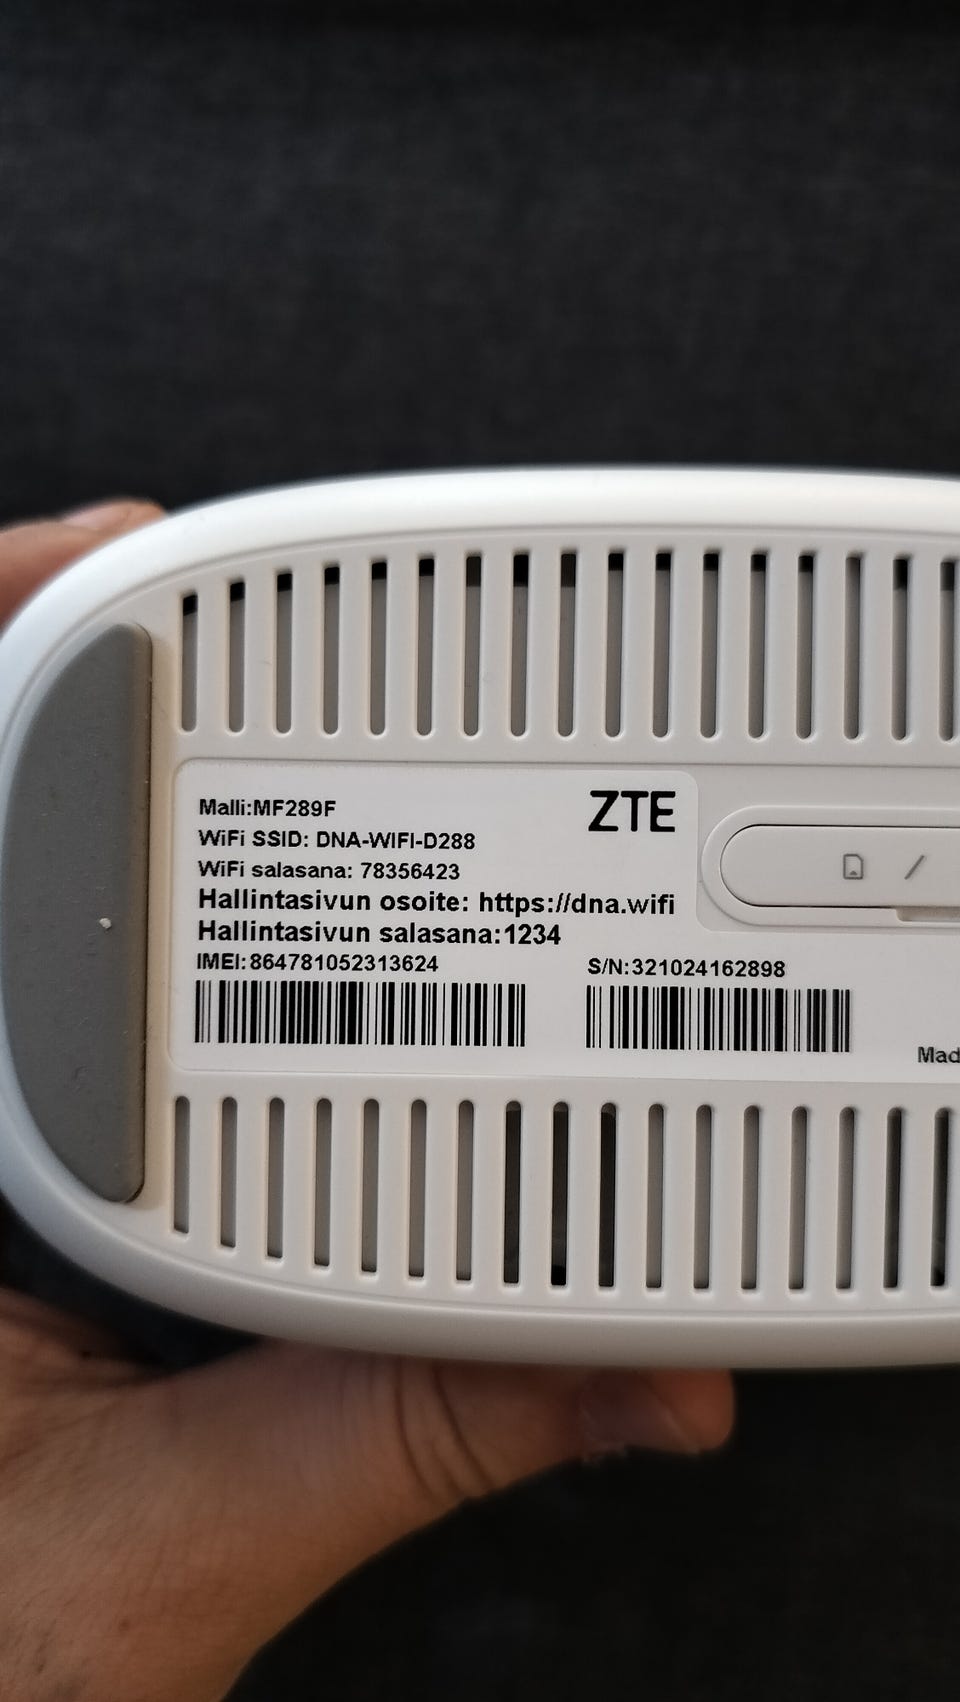 Malli:MF289F
ZTE
WiFi SSID: DNA-WIFI-D288
WiFi salasana: 78356423
Hallintasivun osoite: https://dna.wifi
Hallintasivun salasana:1234
IMEI:864781052313624
S/N:321024162898